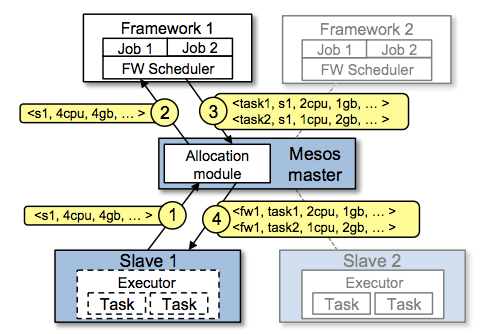 Framework 1
Job 1
Job 2
FW Scheduler
Framework 2
Job 1
Job 2
FW Scheduler
<s1, 4cpu, 4gb, ... >
2
3
<task1, s1, 2cpu, 1gb, ... >
<task2, s1, 1cpu, 2gb, ... >
Allocation
module
Mesos
master
<s1, 4cpu, 4gb, ... >
1
4
<fw1, task1, 2cpu, 1gb, ... >
<fw1, task2, 1cpu, 2gb, ... >
Slave 1
Executor
Task
Task
Slave 2
Executor
Task
Task